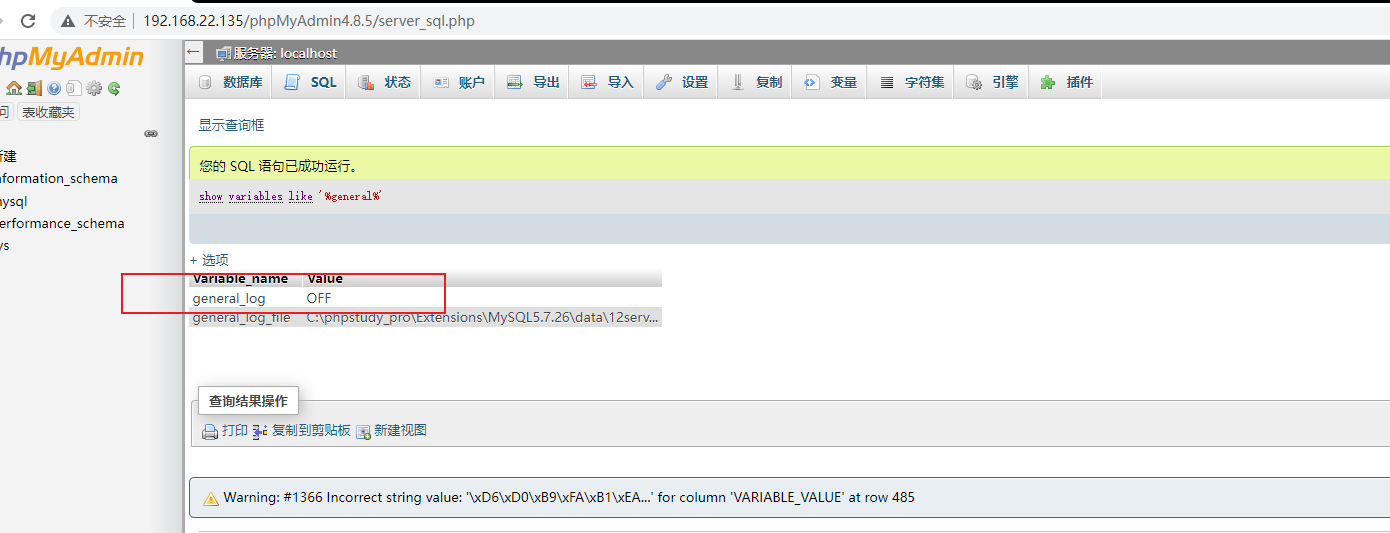 不安全 192.168.22.135/phpMyAdmin4.8.5/server_sql.php
hpMyAdmin
服务器: localhost
数据库 SQL 状态 账户 导出 导入 设置 复制 变量 字符集 引擎 插件
表收藏夹
显示查询框
建
information_schema
mysql
erformance_schema
ys
您的 SQL 语句已成功运行。
show variables like '%general%'
+ 选项
Variable_name Value
general_log OFF
general_log_file C:\phpstudy_pro\Extensions\MySQL5.7.26\data\12serv...
查询结果操作
打印 复制到剪贴板 新建视图
Warning: #1366 Incorrect string value: '\xD6\xD0\xB9\xFA\xB1\xEA...' for column 'VARIABLE_VALUE' at row 485